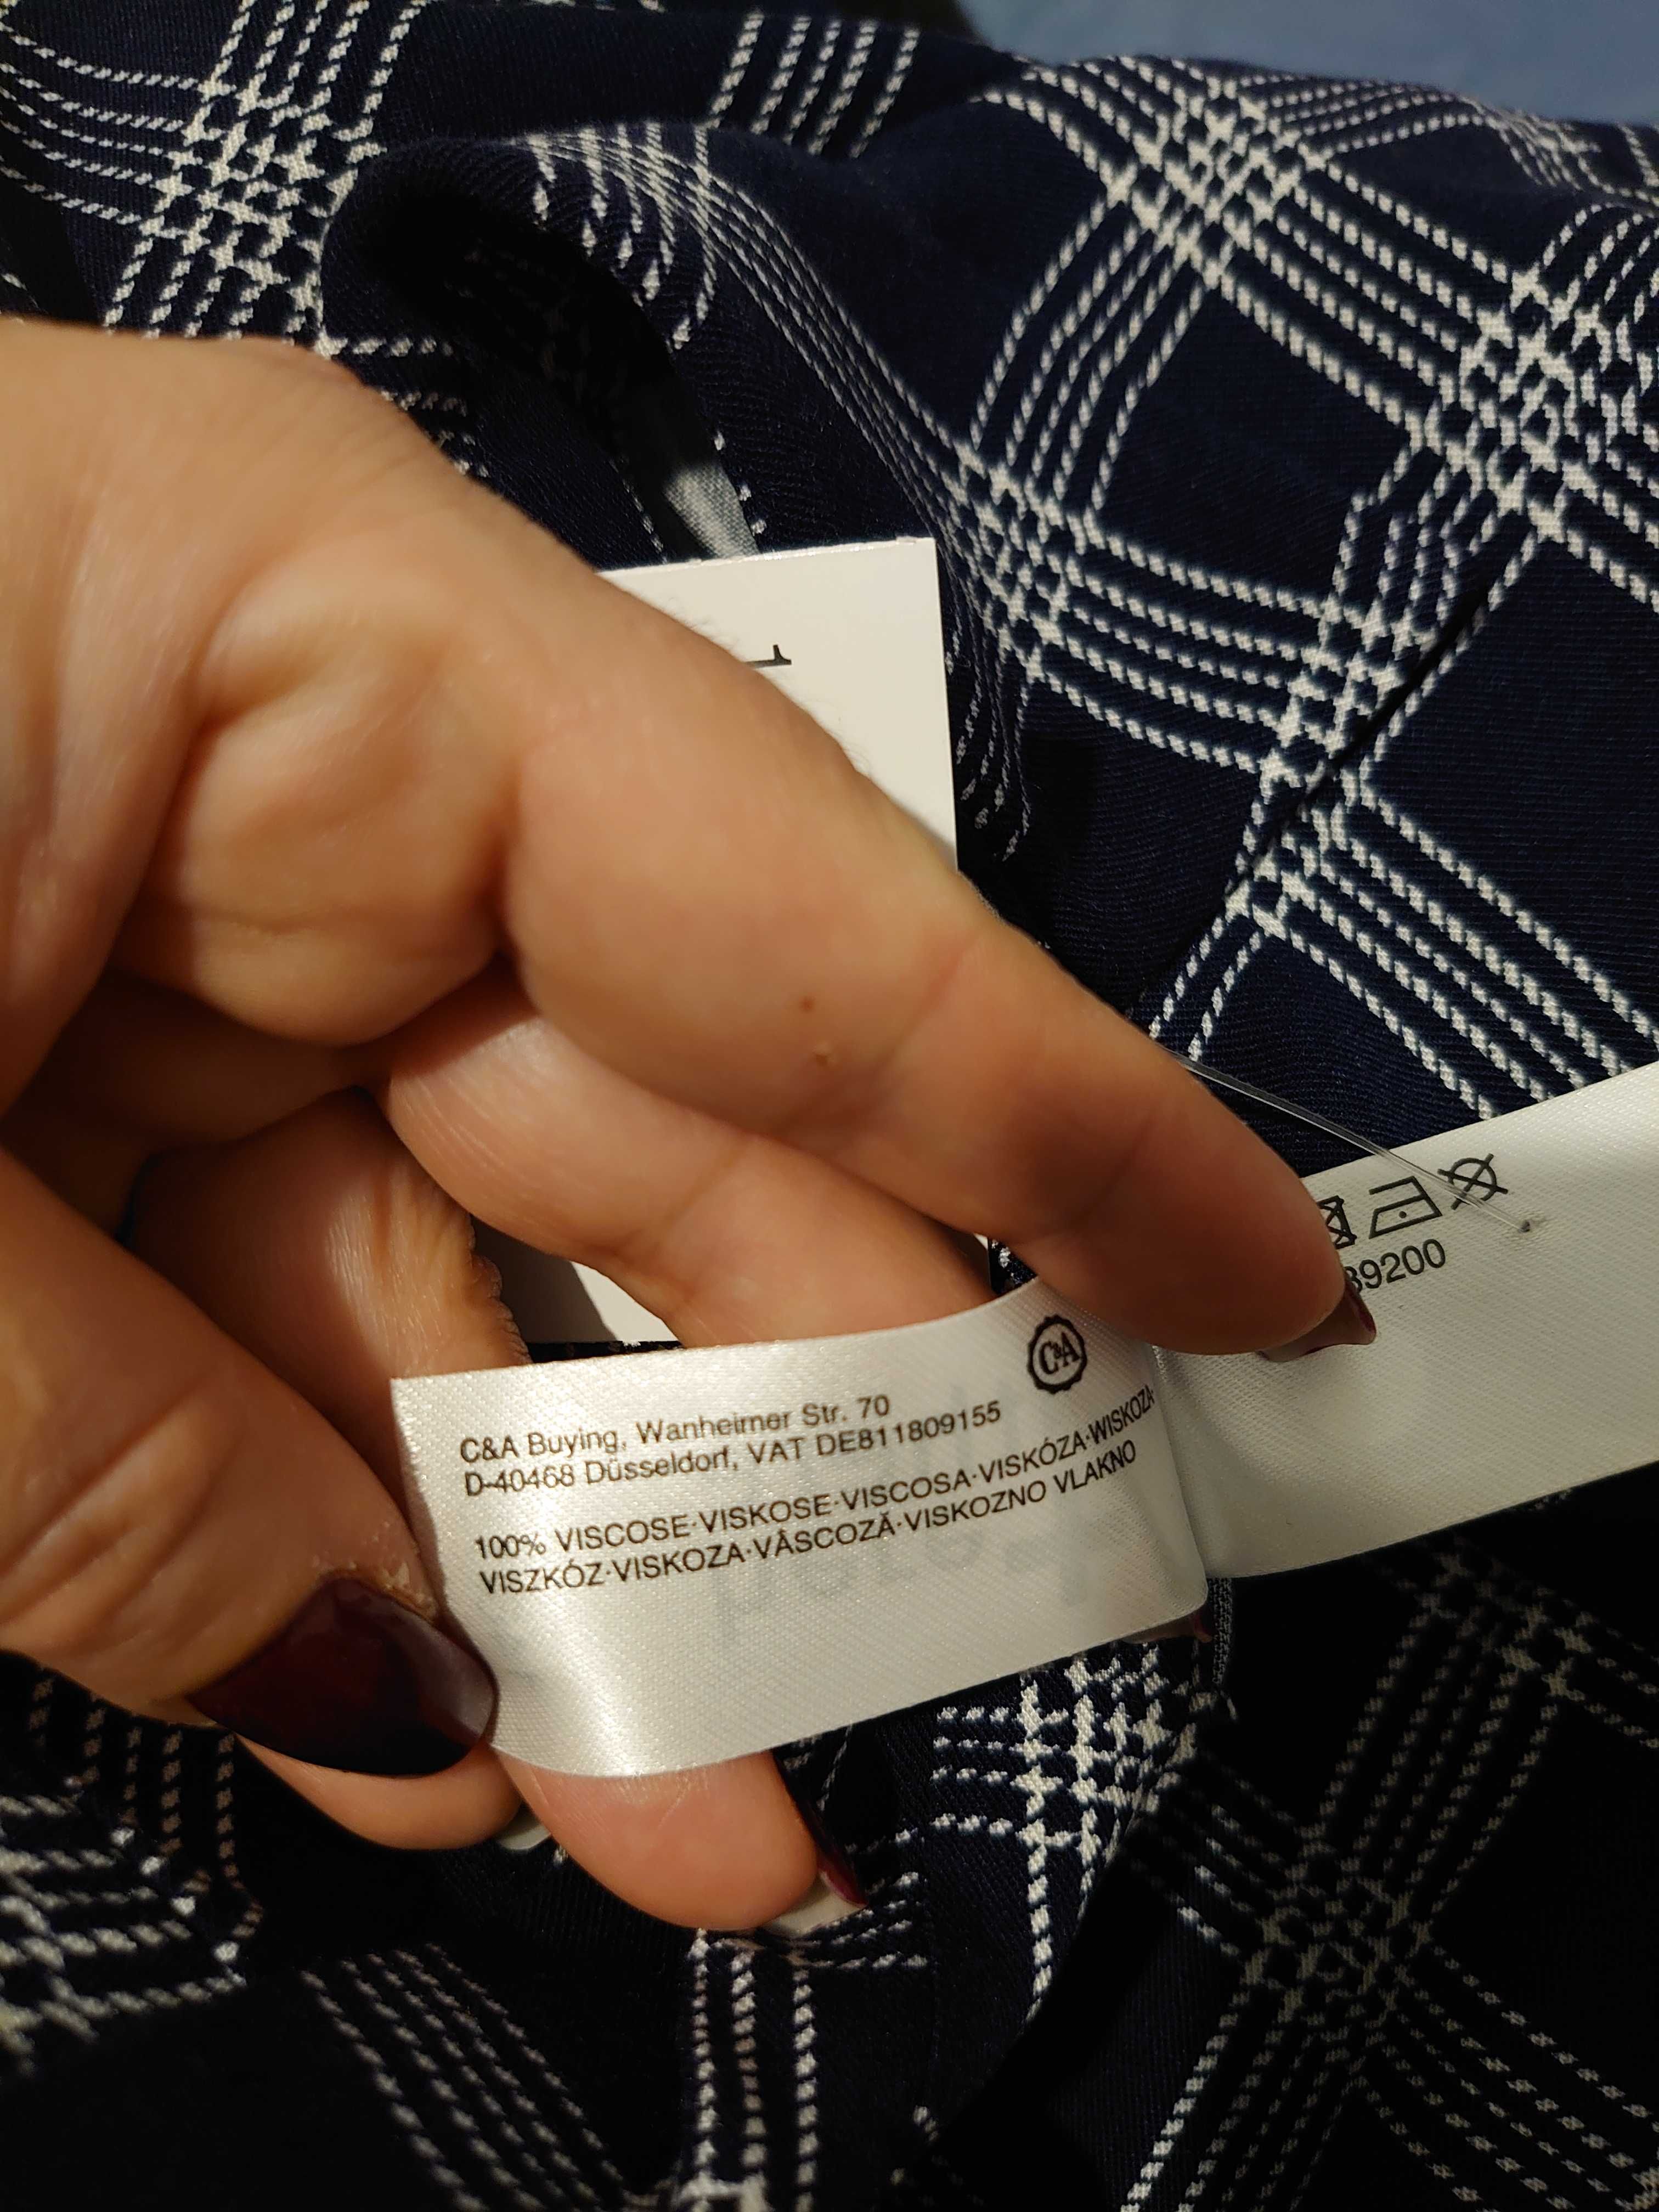 C&A
C&A Buying, Wanheimer Str. 70
D-40468 Düsseldorf, VAT DE811809155
100% VISCOSE·VISKOSE·VISCOSA·VISKÓZA·WISKOZA·
VISZKÓZ·VISKOZA·VÂSCOZĂ·VISKOZNO VLAKNO
39200